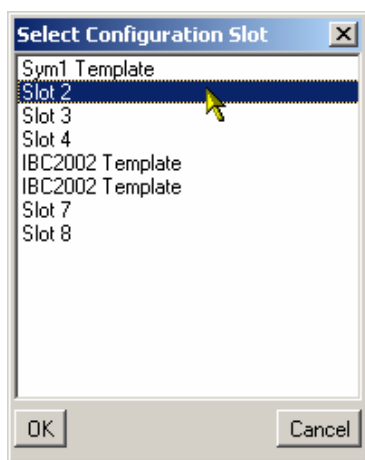 Select Configuration Slot
Sym1 Template
Slot 2
Slot 3
Slot 4
IBC2002 Template
IBC2002 Template
Slot 7
Slot 8
OK
Cancel